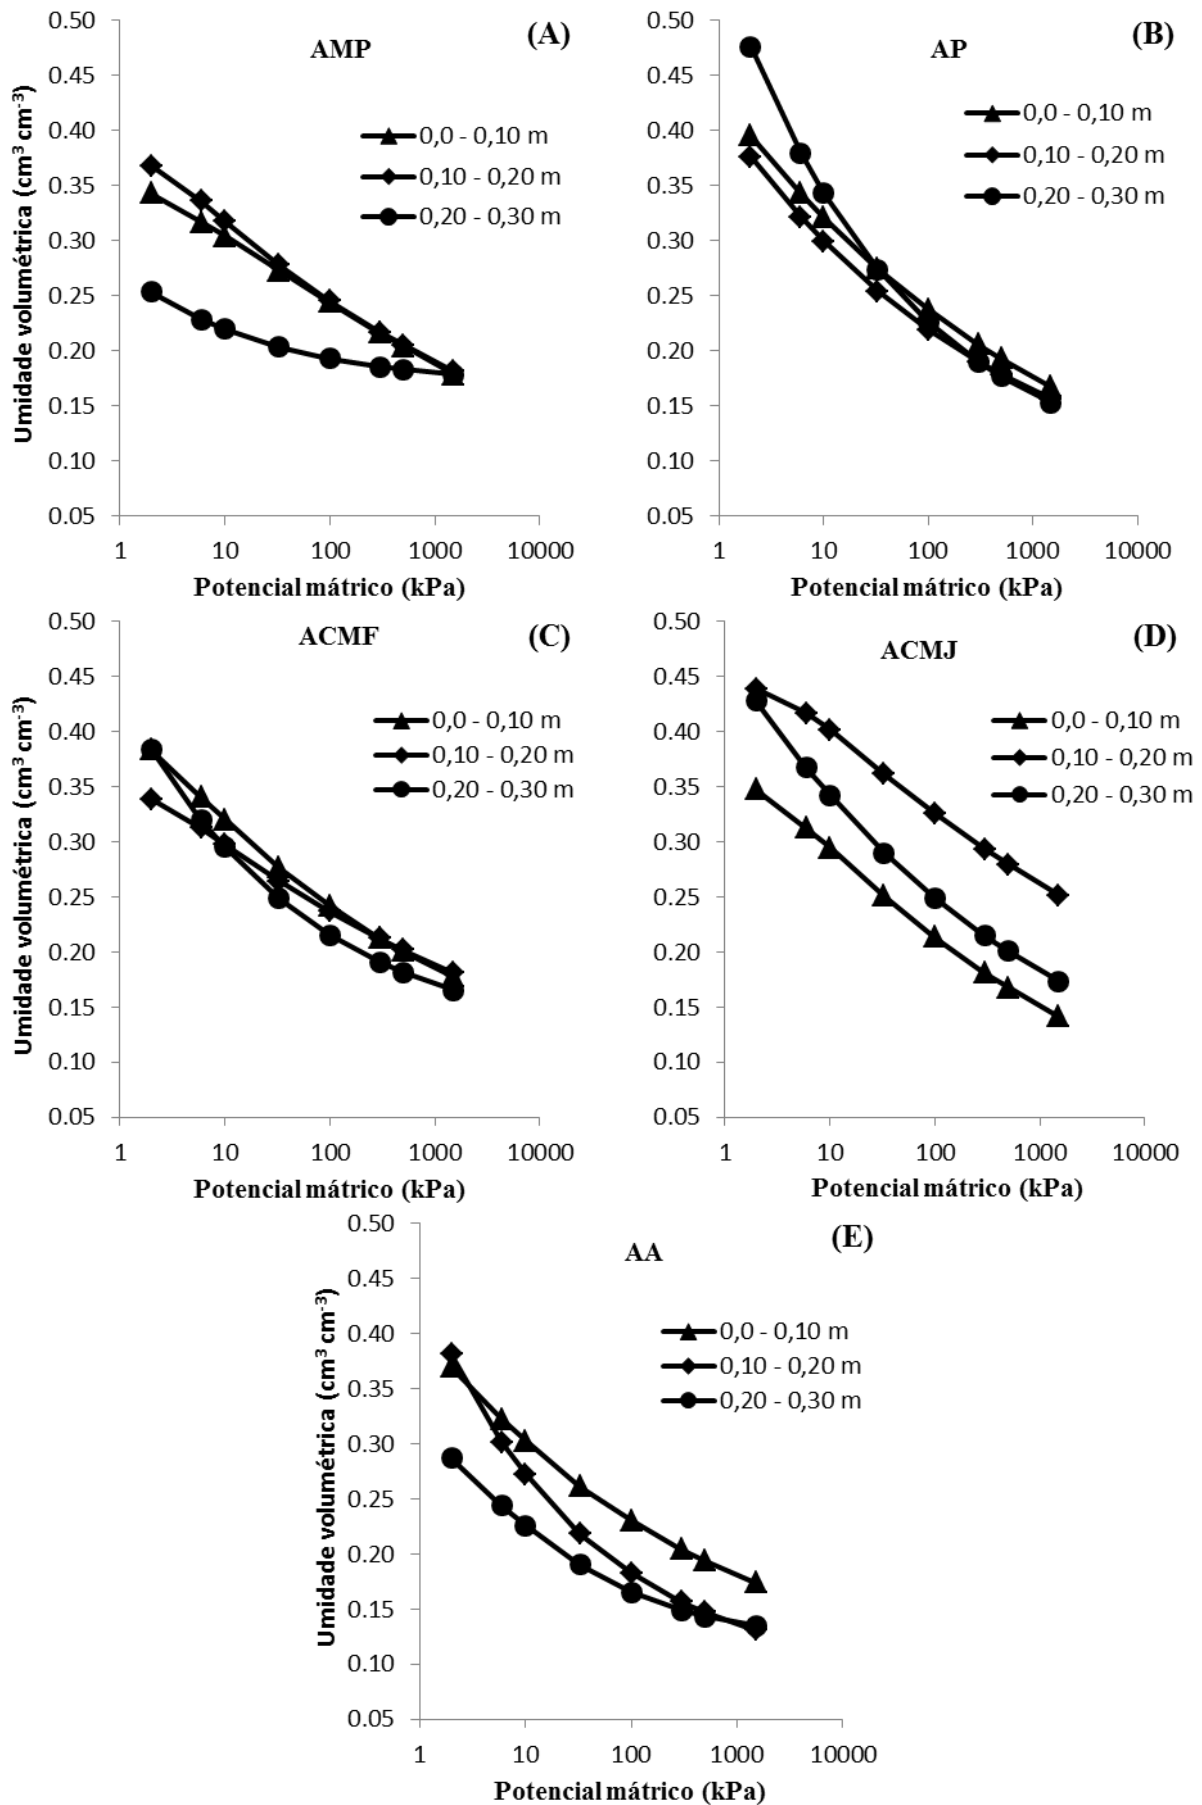 (A)
AMP
0,0 - 0,10 m
0,10 - 0,20 m
0,20 - 0,30 m
0.50
0.45
0.40
0.35
0.30
0.25
0.20
0.15
0.10
0.05
1 10 100 1000 10000
Umidade volumétrica (cm³ cm⁻³)
Potencial mátrico (kPa)
(B)
AP
0,0 - 0,10 m
0,10 - 0,20 m
0,20 - 0,30 m
0.50
0.45
0.40
0.35
0.30
0.25
0.20
0.15
0.10
0.05
1 10 100 1000 10000
Potencial mátrico (kPa)
(C)
ACMF
0,0 - 0,10 m
0,10 - 0,20 m
0,20 - 0,30 m
0.50
0.45
0.40
0.35
0.30
0.25
0.20
0.15
0.10
0.05
1 10 100 1000 10000
Umidade volumétrica (cm³ cm⁻³)
Potencial mátrico (kPa)
(D)
ACMJ
0,0 - 0,10 m
0,10 - 0,20 m
0,20 - 0,30 m
0.50
0.45
0.40
0.35
0.30
0.25
0.20
0.15
0.10
0.05
1 10 100 1000 10000
Potencial mátrico (kPa)
(E)
AA
0,0 - 0,10 m
0,10 - 0,20 m
0,20 - 0,30 m
0.50
0.45
0.40
0.35
0.30
0.25
0.20
0.15
0.10
0.05
1 10 100 1000 10000
Umidade volumétrica (cm³ cm⁻³)
Potencial mátrico (kPa)